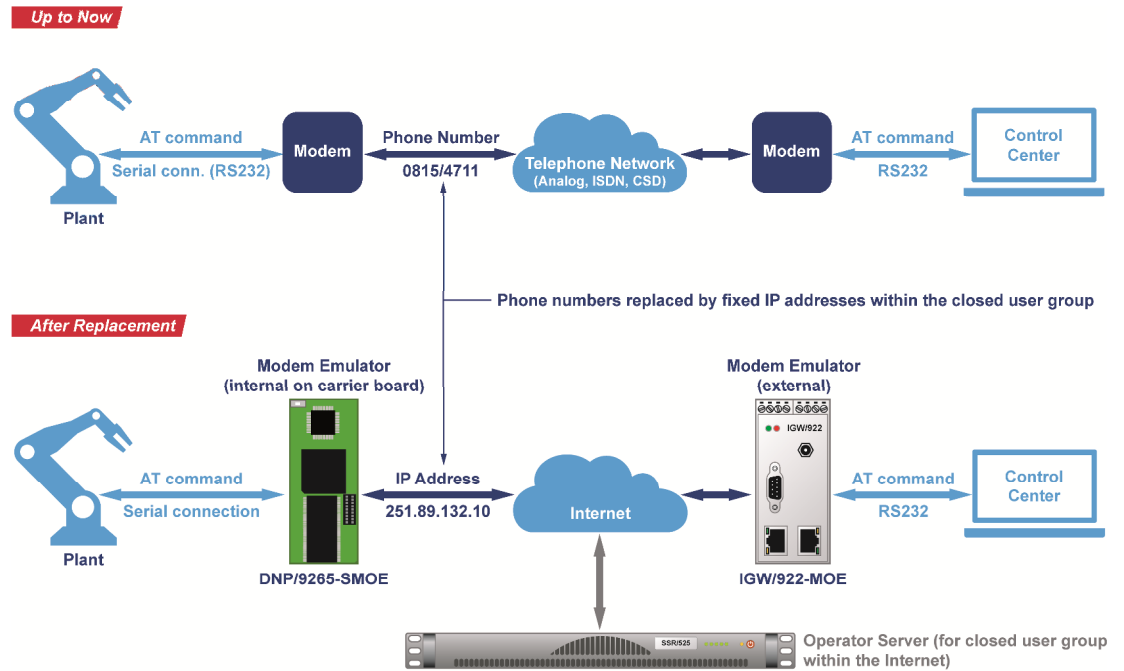 Up to Now
AT command
Serial conn. (RS232)
Plant
Modem
Phone Number
0815/4711
Telephone Network
(Analog, ISDN, CSD)
Modem
AT command
RS232
Control
Center
Phone numbers replaced by fixed IP addresses within the closed user group
After Replacement
Modem Emulator
(internal on carrier board)
Modem Emulator
(external)
AT command
Serial connection
Plant
DNP/9265-SMOE
IP Address
251.89.132.10
Internet
IGW/922
IGW/922-MOE
AT command
RS232
Control
Center
SSR/525
Operator Server (for closed user group
within the Internet)